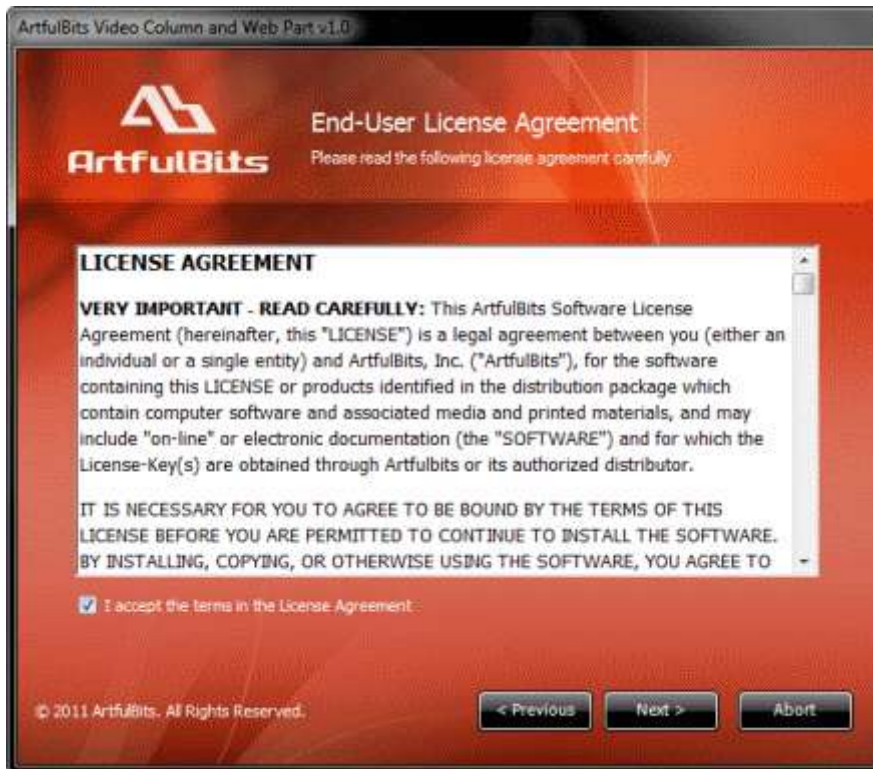 ArtfulBits Video Column and Web Part v1.0
ArtfulBits
End-User License Agreement
Please read the following license agreement carefully
LICENSE AGREEMENT
VERY IMPORTANT - READ CAREFULLY: This ArtfulBits Software License
Agreement (hereinafter, this "LICENSE") is a legal agreement between you (either an
individual or a single entity) and ArtfulBits, Inc. ("ArtfulBits"), for the software
containing this LICENSE or products identified in the distribution package which
contain computer software and associated media and printed materials, and may
include "on-line" or electronic documentation (the "SOFTWARE") and for which the
License-Key(s) are obtained through Artfulbits or its authorized distributor.
IT IS NECESSARY FOR YOU TO AGREE TO BE BOUND BY THE TERMS OF THIS
LICENSE BEFORE YOU ARE PERMITTED TO CONTINUE TO INSTALL THE SOFTWARE.
BY INSTALLING, COPYING, OR OTHERWISE USING THE SOFTWARE, YOU AGREE TO
I accept the terms in the License Agreement
© 2011 ArtfulBits. All Rights Reserved.
< Previous
Next >
Abort